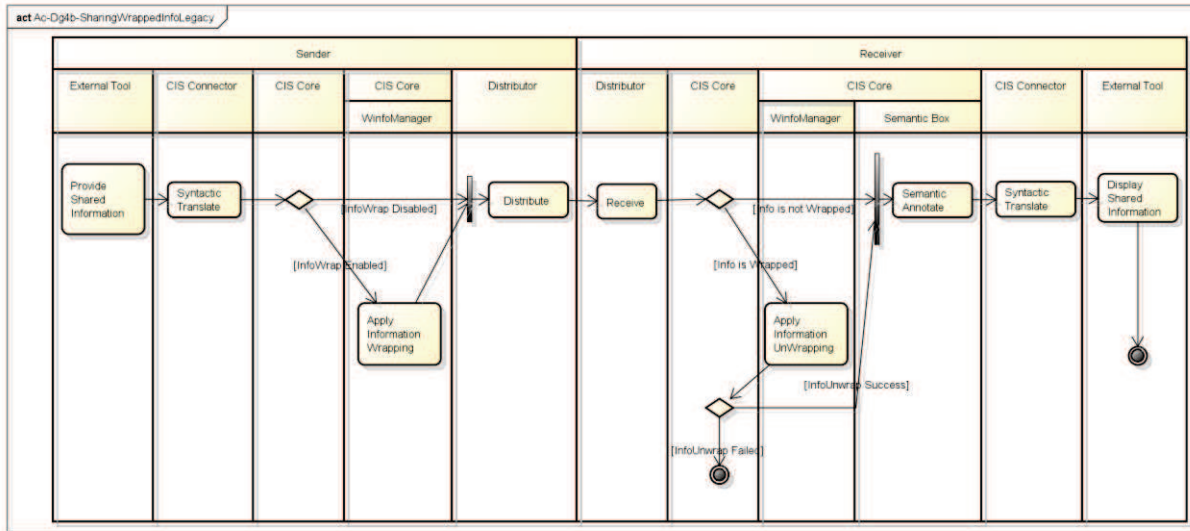 act Ac-Dg4b-SharingWrappedInfoLegacy
Sender
Receiver
External Tool
CIS Connector
CIS Core
CIS Core
Distributor
Distributor
CIS Core
CIS Core
CIS Connector
External Tool
WinfoManager
WinfoManager
Semantic Box
Provide
Shared
Information
Syntactic
Translate
[InfoWrap Disabled]
Distribute
Receive
[Info is not Wrapped]
Semantic
Annotate
Syntactic
Translate
Display
Shared
Information
[InfoWrap Enabled]
[Info is Wrapped]
Apply
Information
Wrapping
Apply
Information
UnWrapping
[InfoUnwrap Success]
[InfoUnwrap Failed]